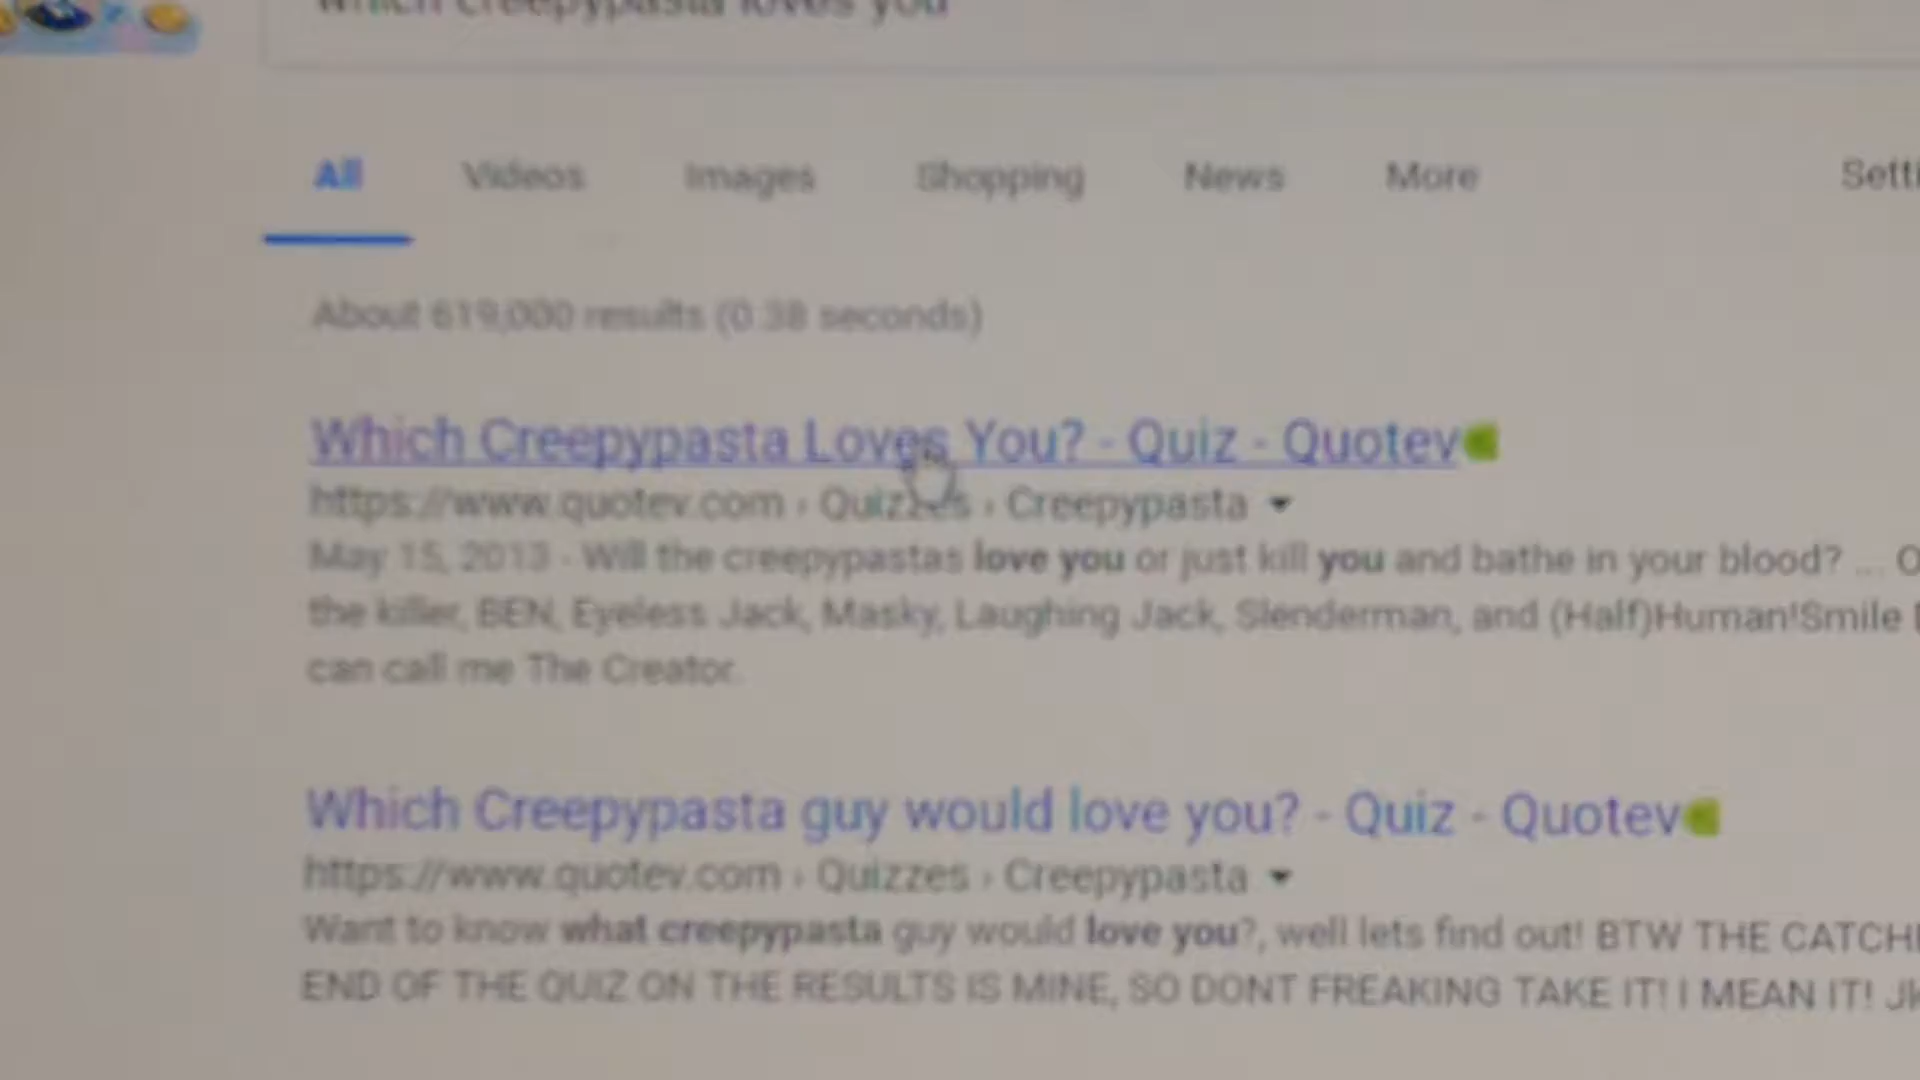 which creepypasta loves you
All Videos Images Shopping News More
About 619,000 results (0.38 seconds)
Which Creepypasta Loves You? - Quiz - Quotev
https://www.quotev.com › Quizzes › Creepypasta
May 15, 2013 - Will the creepypastas love you or just kill you and bathe in your blood? ...
the killer, BEN, Eyeless Jack, Masky, Laughing Jack, Slenderman, and (Half)Human!Smile
can call me The Creator.
Which Creepypasta guy would love you? - Quiz - Quotev
https://www.quotev.com › Quizzes › Creepypasta
Want to know what creepypasta guy would love you?, well lets find out! BTW THE
END OF THE QUIZ ON THE RESULTS IS MINE, SO DONT FREAKING TAKE IT! I MEAN IT!